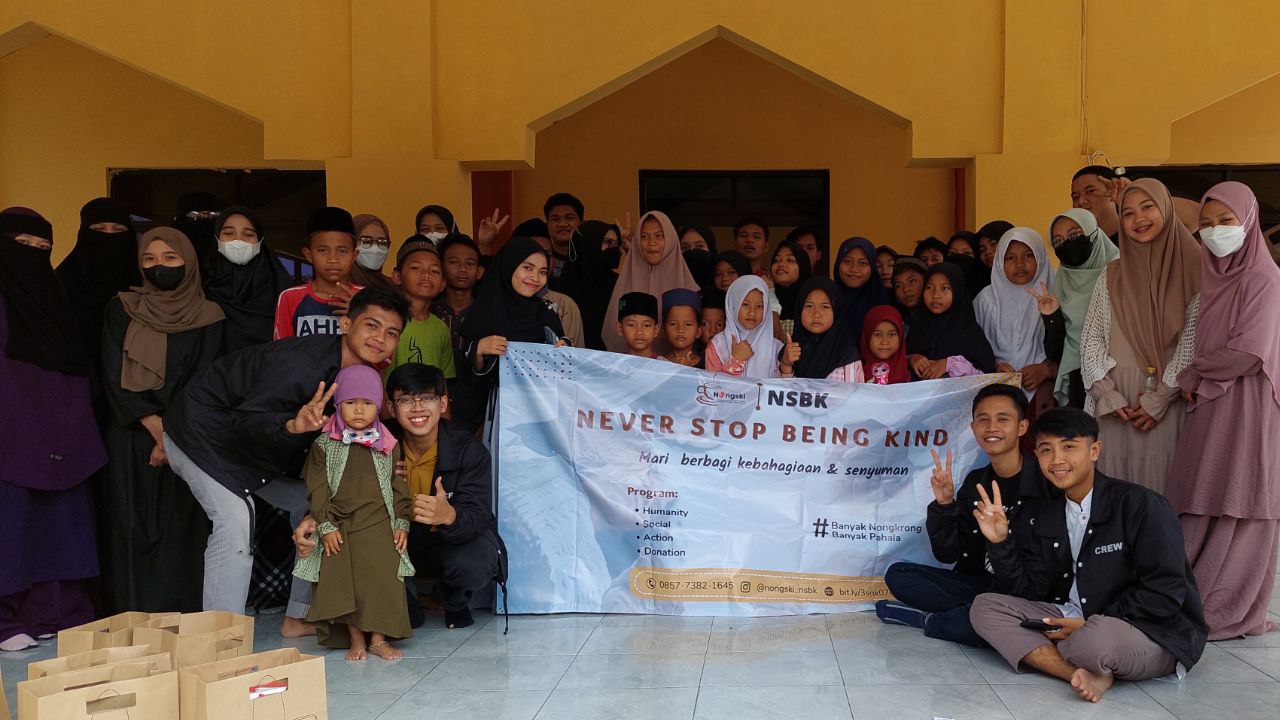 Nongski
NSBK
NEVER STOP BEING KIND
Mari berbagi kebahagiaan & senyuman
Program:
• Humanity
• Social
• Action
• Donation
# Banyak Nongkrong
Banyak Pahala
0857-7382-1645 @nongski_nsbk
CREW
AHH